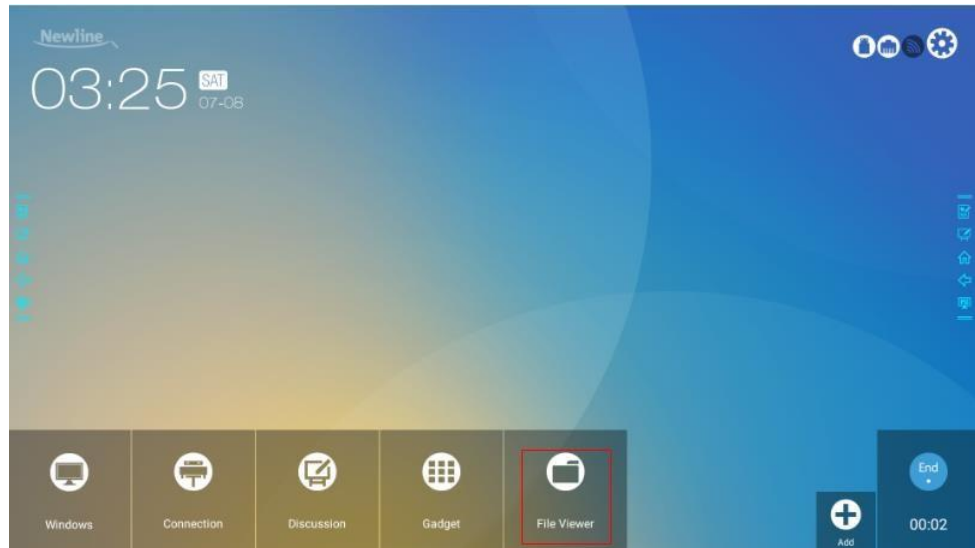 Newline
03:25
SAT
07-08
Windows
Connection
Discussion
Gadget
File Viewer
Add
End
00:02